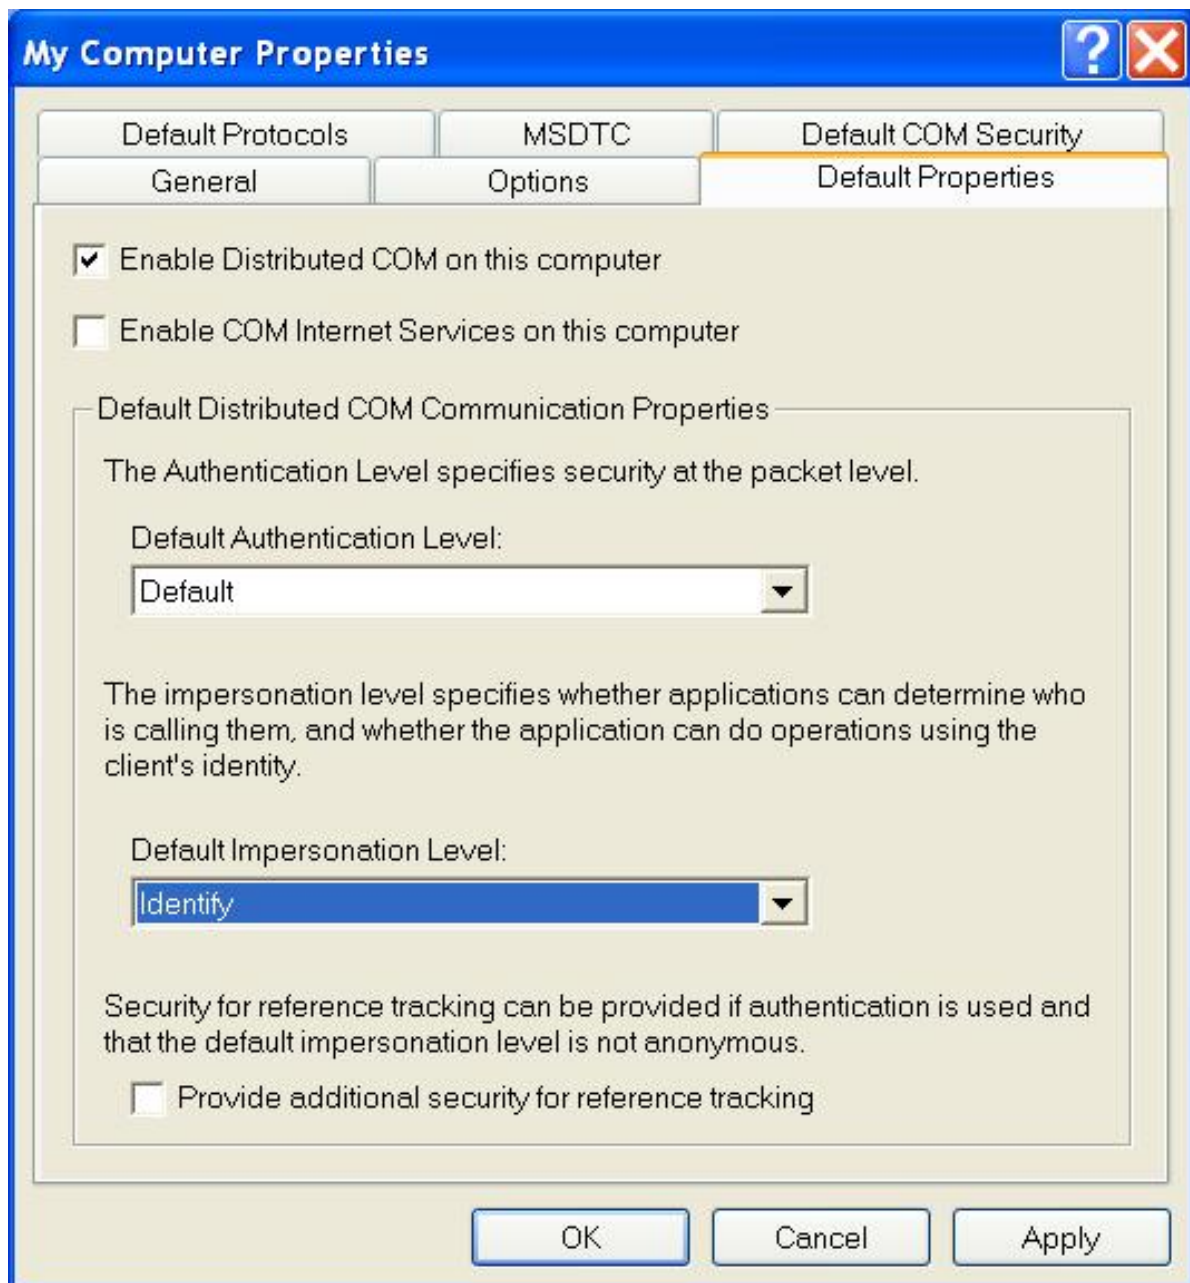 My Computer Properties
Default Protocols
MSDTC
Default COM Security
General
Options
Default Properties
Enable Distributed COM on this computer
Enable COM Internet Services on this computer
Default Distributed COM Communication Properties
The Authentication Level specifies security at the packet level.
Default Authentication Level:
Default
The impersonation level specifies whether applications can determine who
is calling them, and whether the application can do operations using the
client's identity.
Default Impersonation Level:
Identify
Security for reference tracking can be provided if authentication is used and
that the default impersonation level is not anonymous.
Provide additional security for reference tracking
OK
Cancel
Apply